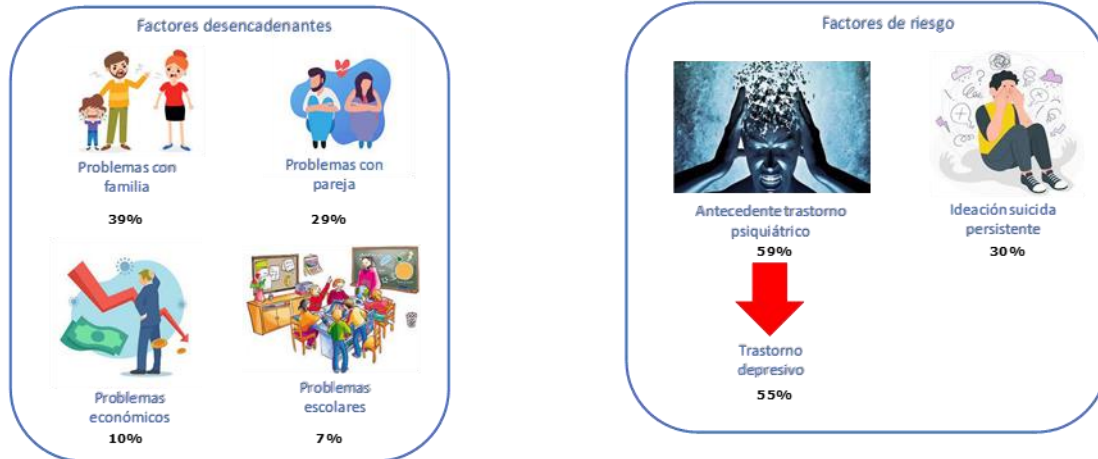 Factores desencadenantes
Problemas con
familia
39%
Problemas con
pareja
29%
Problemas
económicos
10%
Problemas
escolares
7%
Factores de riesgo
Antecedente trastorno
psiquiátrico
59%
Ideación suicida
persistente
30%
Trastorno
depresivo
55%